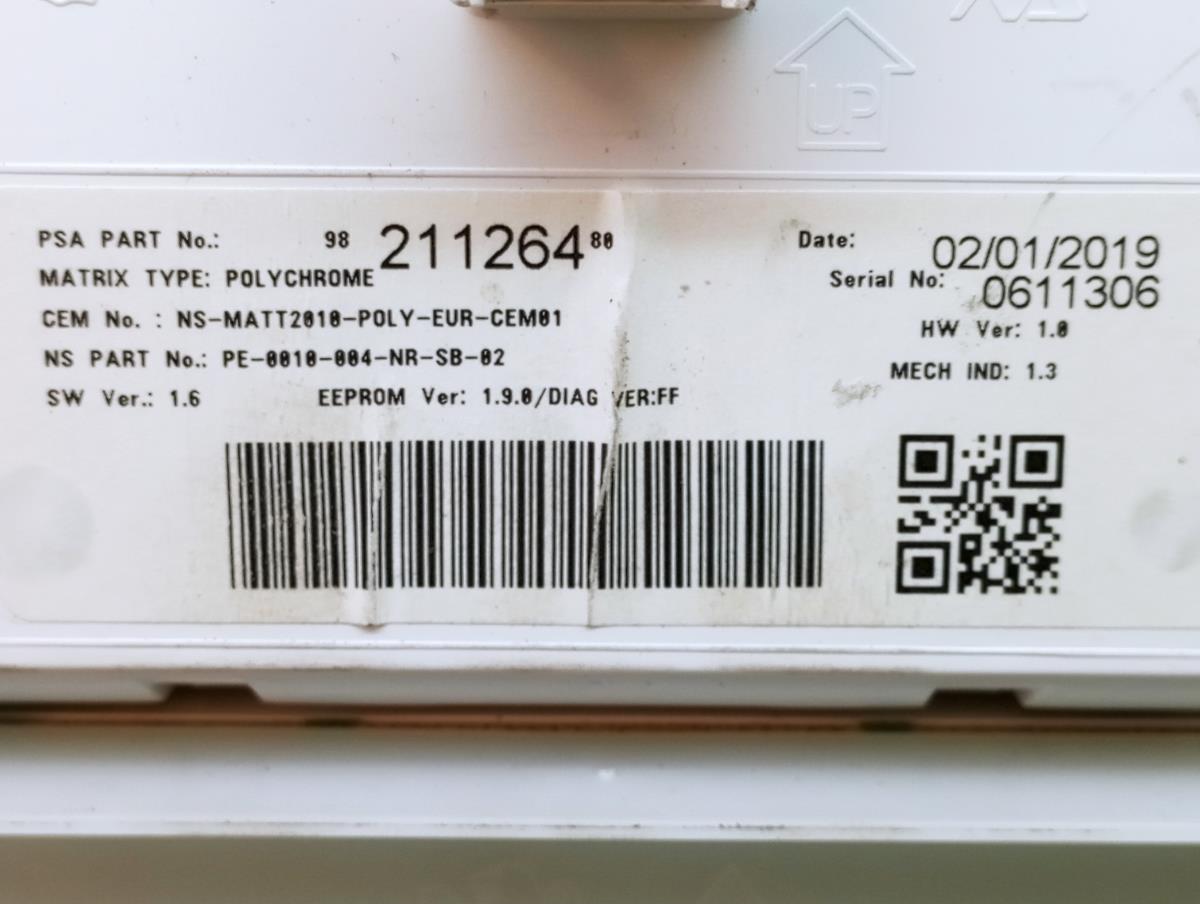 UP
PSA PART No.: 98 211264 80
Date: 02/01/2019
MATRIX TYPE: POLYCHROME
Serial No: 0611306
CEM No. : NS-MATT2010-POLY-EUR-CEM01
HW Ver: 1.0
NS PART No.: PE-0010-004-NR-SB-02
MECH IND: 1.3
SW Ver.: 1.6 EEPROM Ver: 1.9.0/DIAG VER:FF